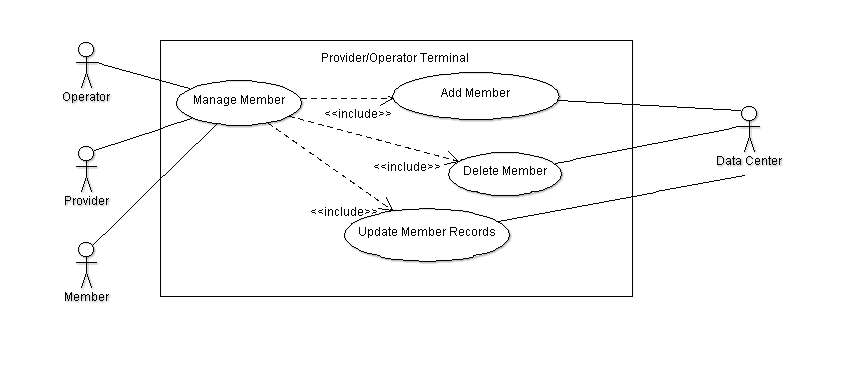 Provider/Operator Terminal
Operator
Manage Member
Add Member
<<include>>
Provider
<<include>>
Delete Member
Data Center
<<include>>
Update Member Records
Member